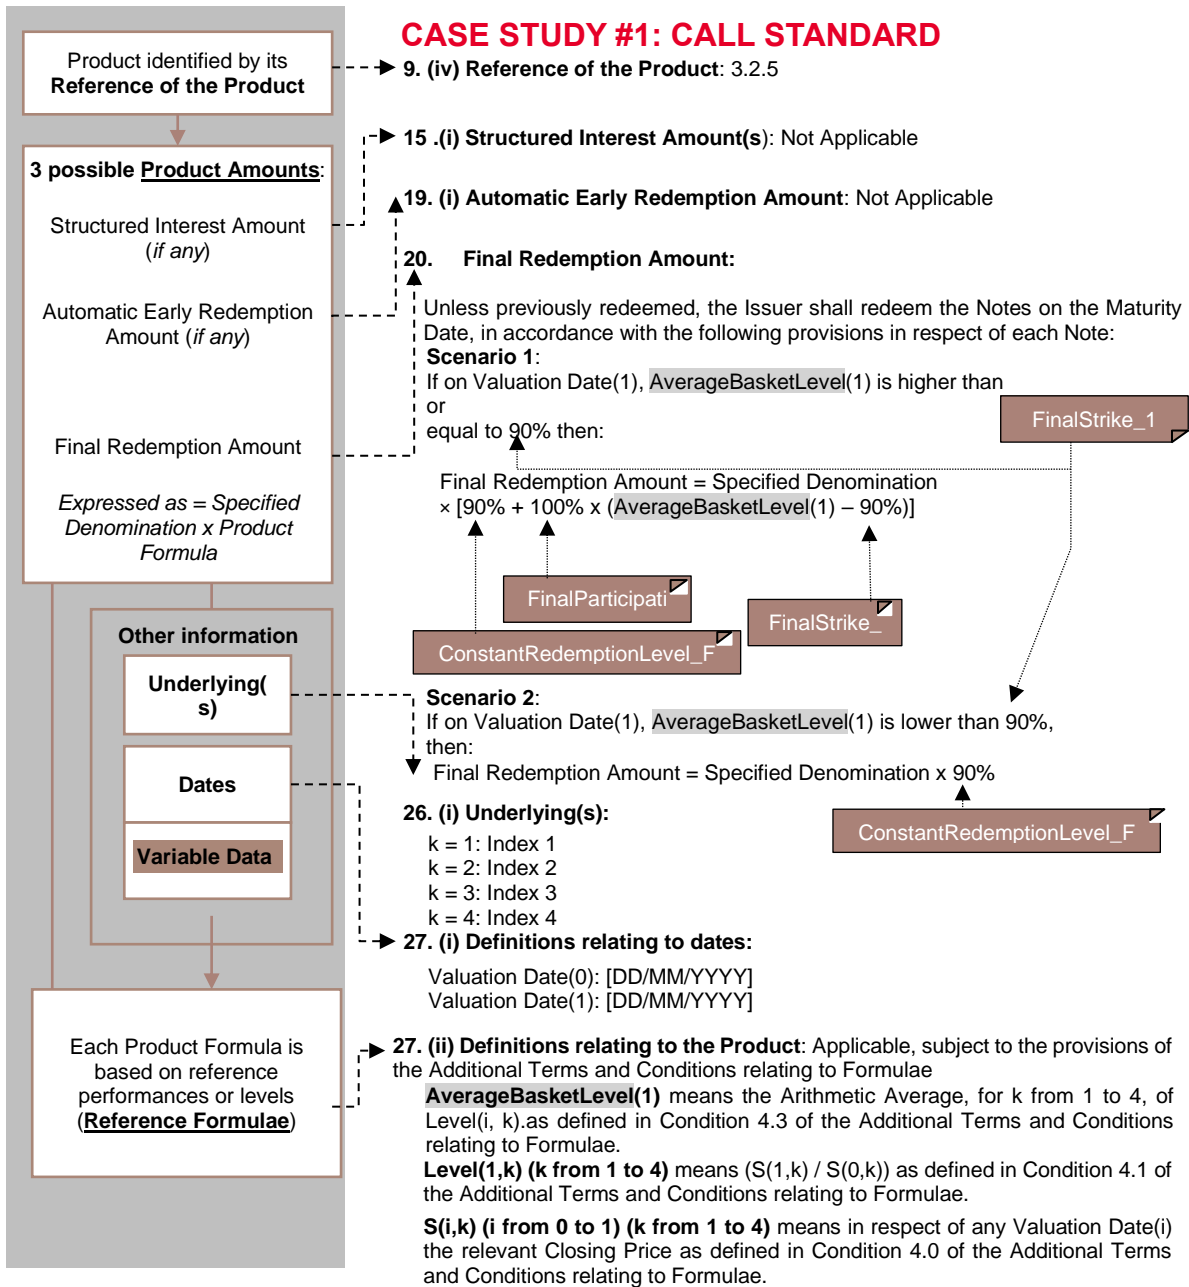 CASE STUDY #1: CALL STANDARD
Product identified by its
Reference of the Product
9. (iv) Reference of the Product: 3.2.5
15 .(i) Structured Interest Amount(s): Not Applicable
3 possible Product Amounts:
19. (i) Automatic Early Redemption Amount: Not Applicable
Structured Interest Amount
(if any)
20. Final Redemption Amount:
Automatic Early Redemption
Amount (if any)
Unless previously redeemed, the Issuer shall redeem the Notes on the Maturity
Date, in accordance with the following provisions in respect of each Note:
Scenario 1:
If on Valuation Date(1), AverageBasketLevel(1) is higher than
or
equal to 90% then:
FinalStrike_1
Final Redemption Amount
Expressed as = Specified
Denomination x Product
Formula
Final Redemption Amount = Specified Denomination
× [90% + 100% x (AverageBasketLevel(1) – 90%)]
FinalParticipati
FinalStrike_
ConstantRedemptionLevel_F
Other information
Underlying(
s)
Dates
Variable Data
Scenario 2:
If on Valuation Date(1), AverageBasketLevel(1) is lower than 90%,
then:
Final Redemption Amount = Specified Denomination x 90%
ConstantRedemptionLevel_F
26. (i) Underlying(s):
k = 1: Index 1
k = 2: Index 2
k = 3: Index 3
k = 4: Index 4
27. (i) Definitions relating to dates:
Valuation Date(0): [DD/MM/YYYY]
Valuation Date(1): [DD/MM/YYYY]
Each Product Formula is
based on reference
performances or levels
(Reference Formulae)
27. (ii) Definitions relating to the Product: Applicable, subject to the provisions of
the Additional Terms and Conditions relating to Formulae
AverageBasketLevel(1) means the Arithmetic Average, for k from 1 to 4, of
Level(i, k).as defined in Condition 4.3 of the Additional Terms and Conditions
relating to Formulae.
Level(1,k) (k from 1 to 4) means (S(1,k) / S(0,k)) as defined in Condition 4.1 of
the Additional Terms and Conditions relating to Formulae.
S(i,k) (i from 0 to 1) (k from 1 to 4) means in respect of any Valuation Date(i)
the relevant Closing Price as defined in Condition 4.0 of the Additional Terms
and Conditions relating to Formulae.